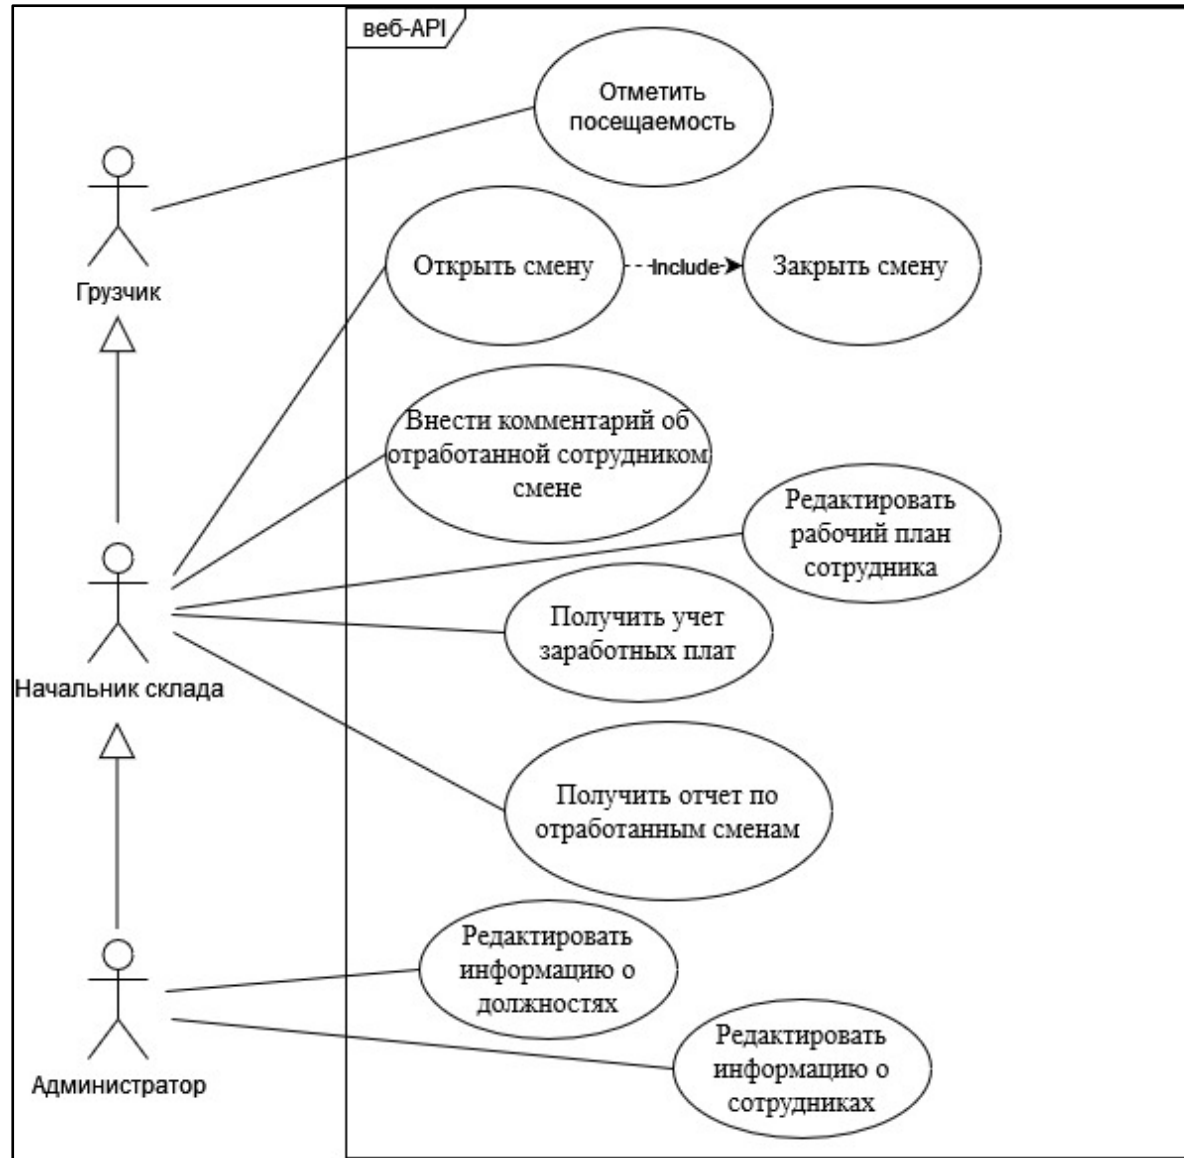 веб-API
Отметить
посещаемость
Грузчик
Открыть смену
Include
Закрыть смену
Внести комментарий об
отработанной сотрудником
смене
Редактировать
рабочий план
сотрудника
Получить учет
заработных плат
Начальник склада
Получить отчет по
отработанным сменам
Редактировать
информацию о
должностях
Редактировать
информацию о
сотрудниках
Администратор